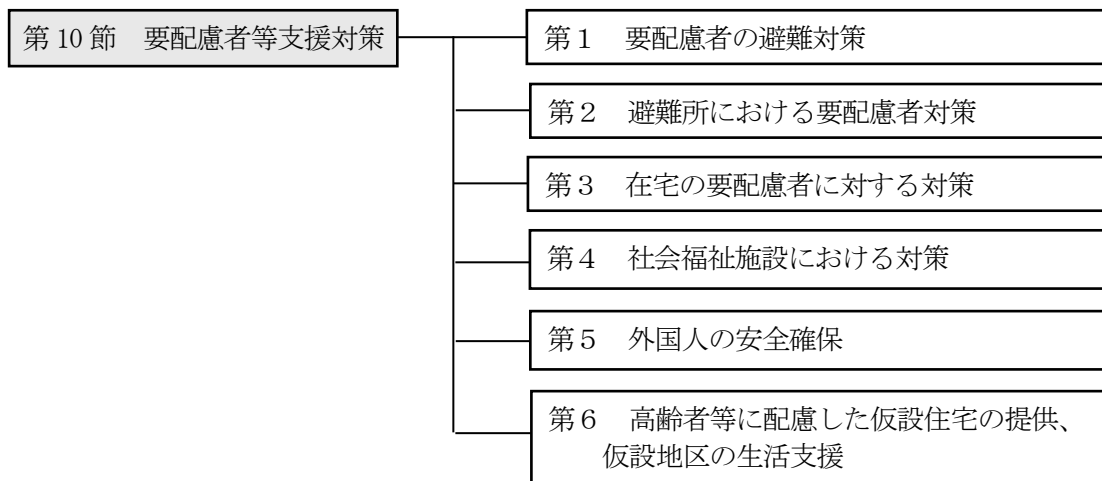 第10節　要配慮者等支援対策
第１　要配慮者の避難対策
第２　避難所における要配慮者対策
第３　在宅の要配慮者に対する対策
第４　社会福祉施設における対策
第５　外国人の安全確保
第６　高齢者等に配慮した仮設住宅の提供、
仮設地区の生活支援